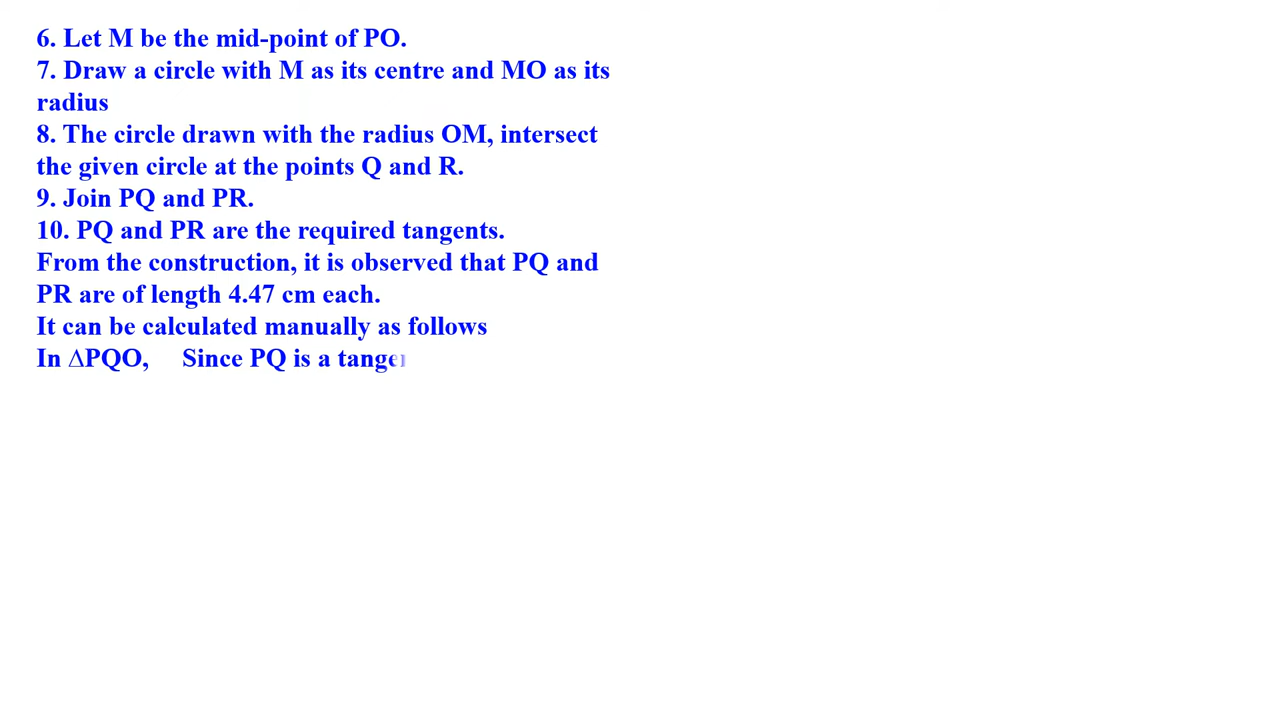 6. Let M be the mid-point of PO.
7. Draw a circle with M as its centre and MO as its
radius
8. The circle drawn with the radius OM, intersect
the given circle at the points Q and R.
9. Join PQ and PR.
10. PQ and PR are the required tangents.
From the construction, it is observed that PQ and
PR are of length 4.47 cm each.
It can be calculated manually as follows
In ∆PQO, Since PQ is a